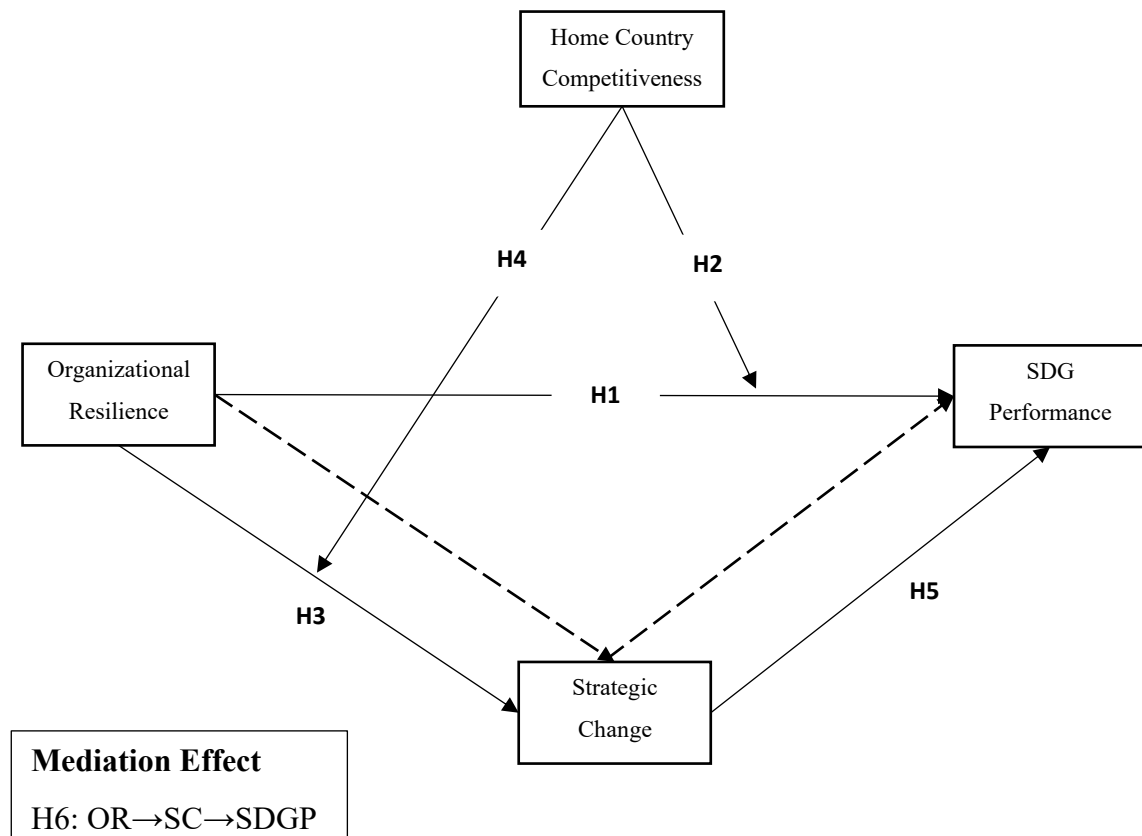 Home Country
Competitiveness
H4
H2
Organizational
Resilience
H1
SDG
Performance
H3
H5
Strategic
Change
Mediation Effect
H6: OR→SC→SDGP